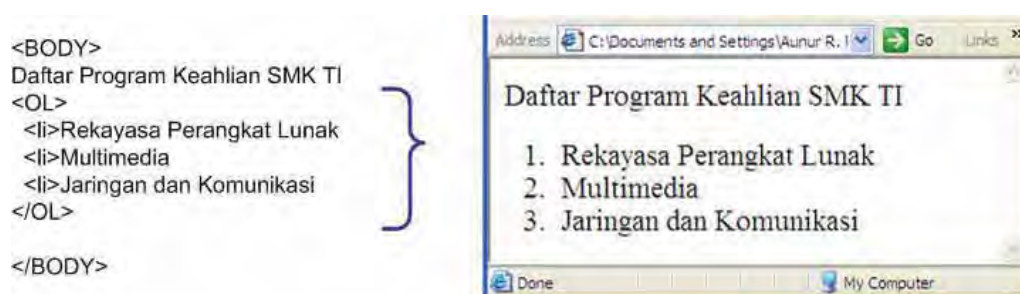 <BODY>
Daftar Program Keahlian SMK TI
<OL>
<li>Rekayasa Perangkat Lunak
<li>Multimedia
<li>Jaringan dan Komunikasi
</OL>
</BODY>
Address C:\Documents and Settings\Aunur R. Go Links »
Daftar Program Keahlian SMK TI
1. Rekayasa Perangkat Lunak
2. Multimedia
3. Jaringan dan Komunikasi
Done My Computer